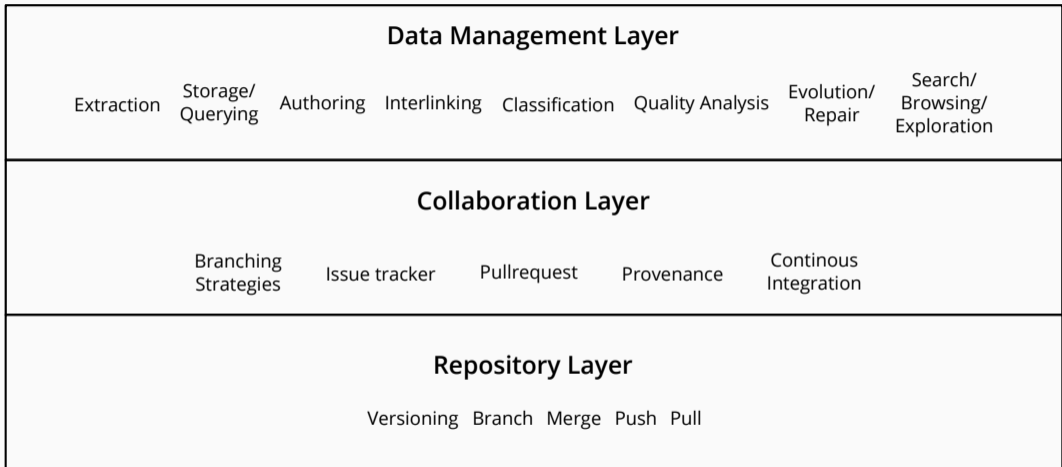 Data Management Layer
Extraction
Storage/
Querying
Authoring
Interlinking
Classification
Quality Analysis
Evolution/
Repair
Search/
Browsing/
Exploration
Collaboration Layer
Branching
Strategies
Issue tracker
Pullrequest
Provenance
Continous
Integration
Repository Layer
Versioning Branch Merge Push Pull